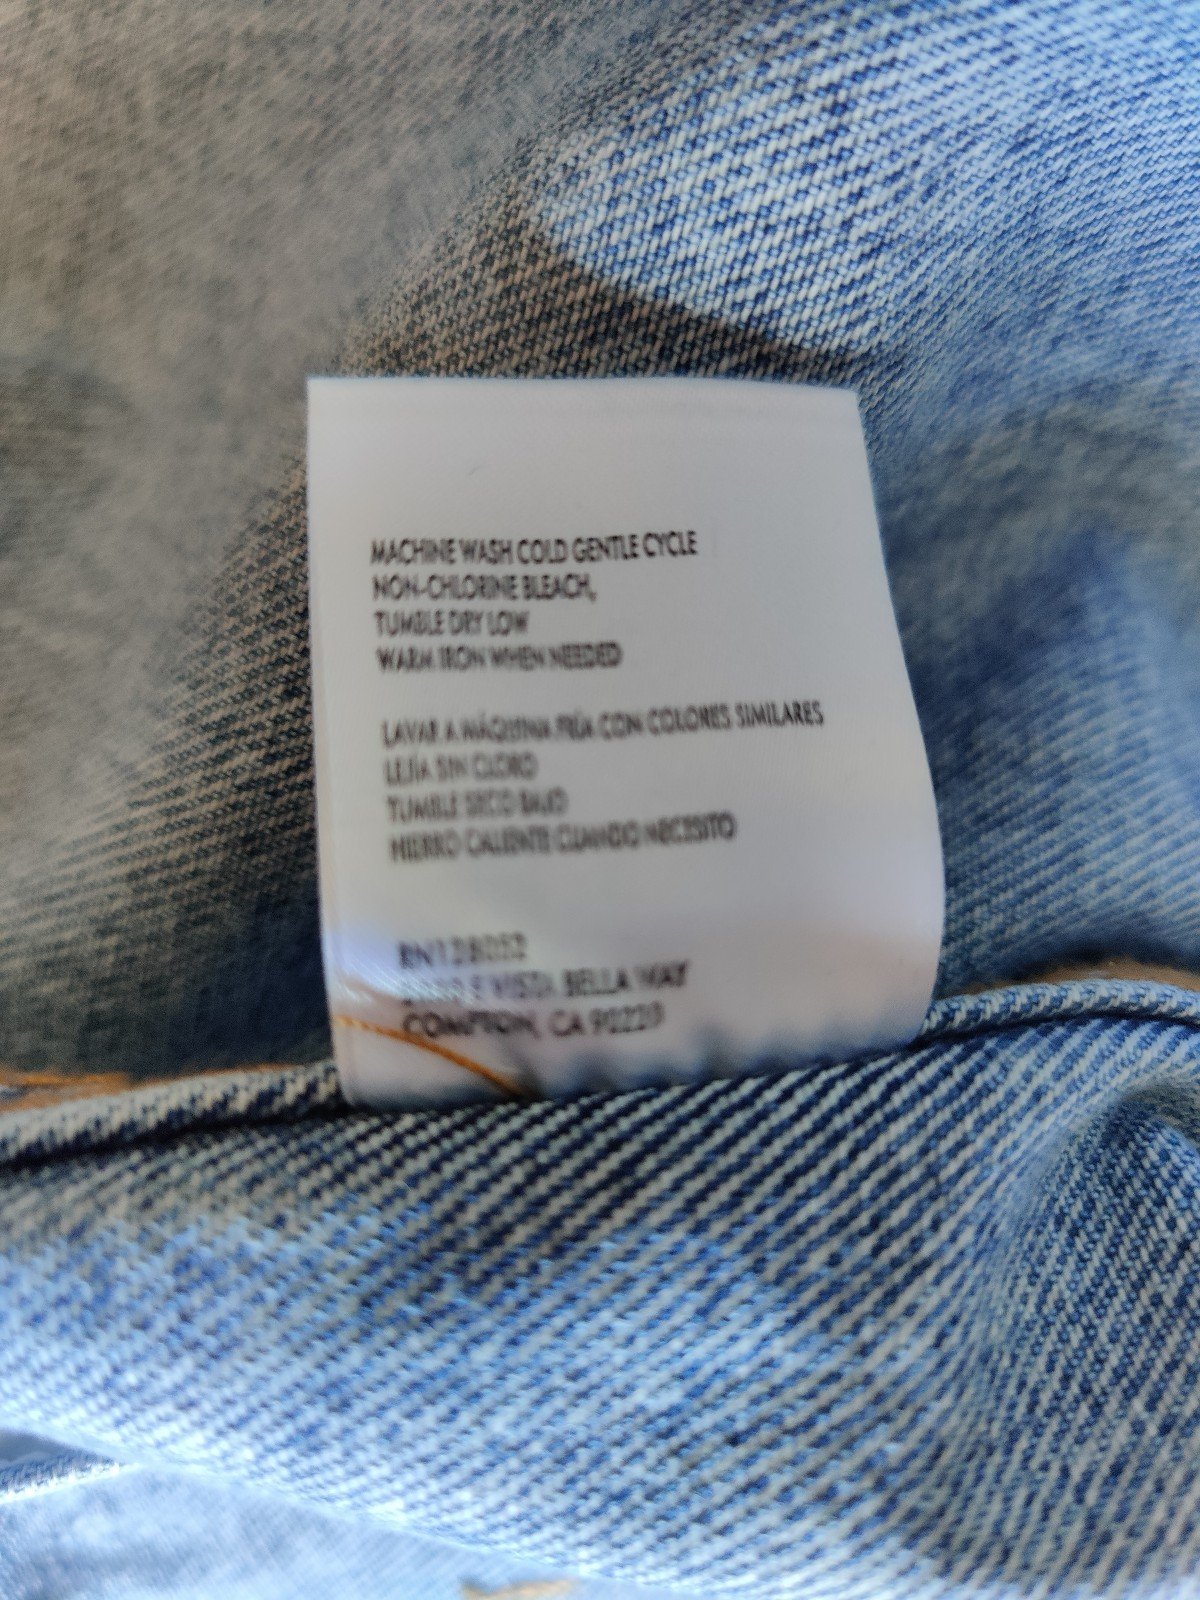 MACHINE WASH COLD GENTLE CYCLE
NON-CHLORINE BLEACH,
TUMBLE DRY LOW
WARM IRON WHEN NEEDED
LAVAR A MÁQUINA FRÍA CON COLORES SIMILARES
LEJÍA SIN CLORO
TUMBLE SECO BAJO
HIERRO CALIENTE CUANDO NECESITO
E VISTA BELLA WAY
COMPTON, CA 90220